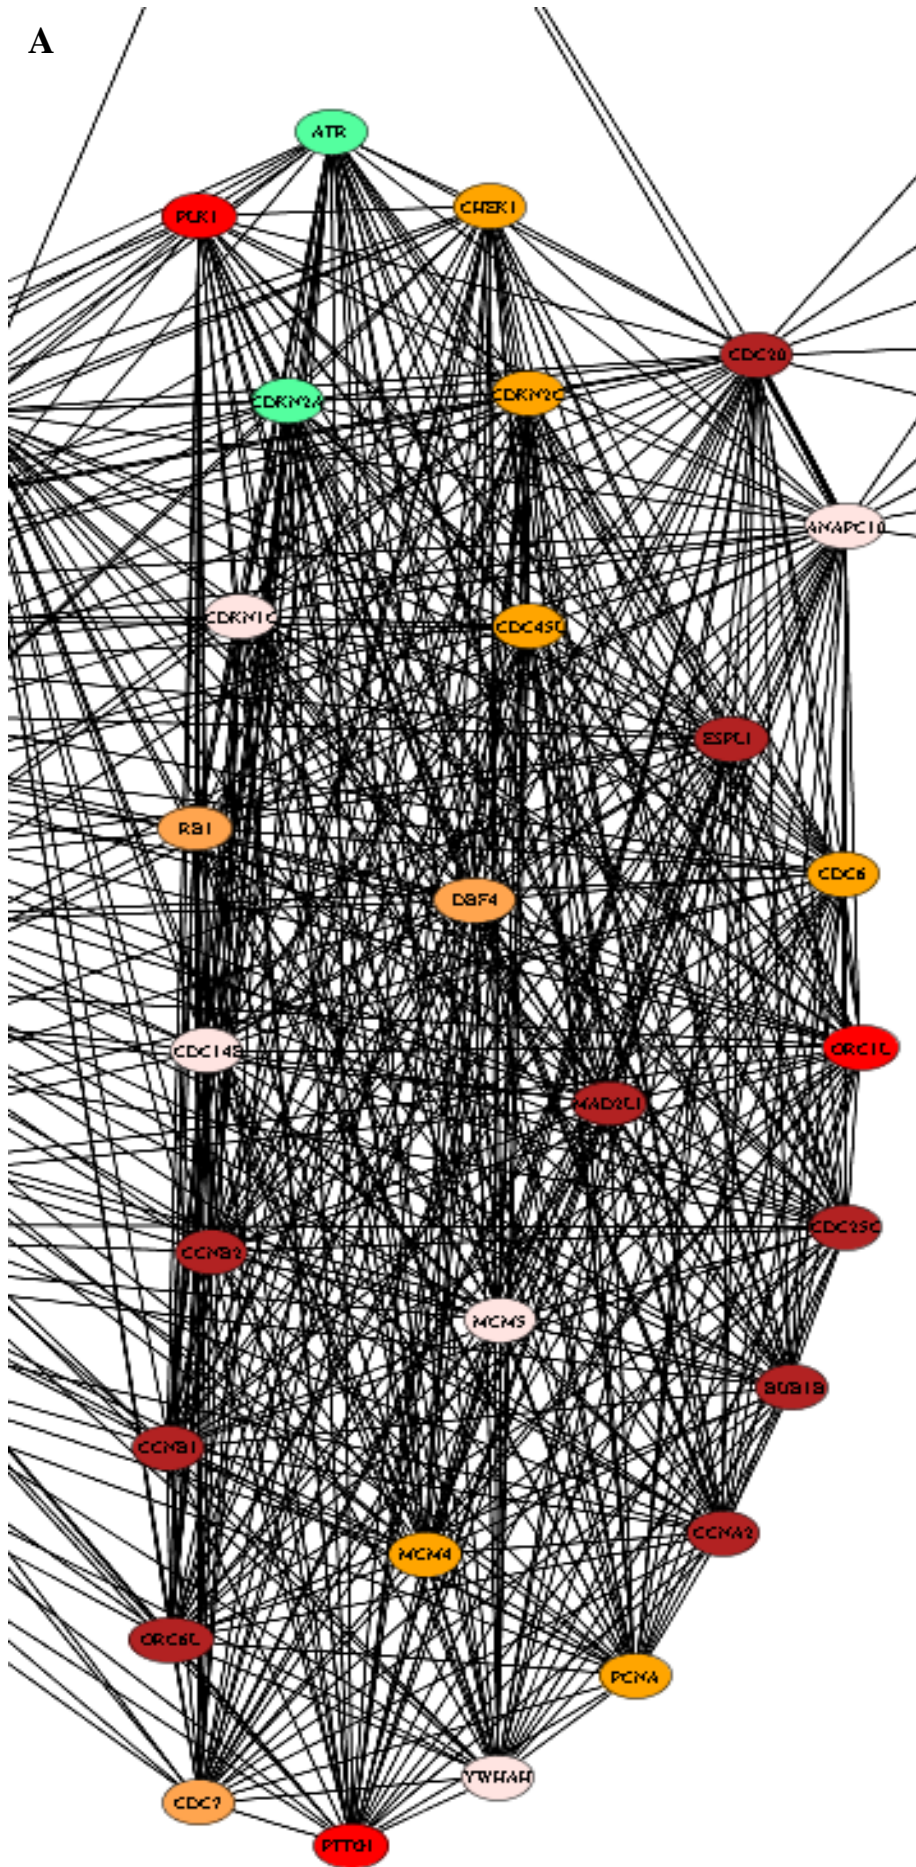 A
ATR
PLK1
CHEK1
CDC20
CDKN2A
CDKN2C
ANAPC10
CDKN1C
CDC45L
ESPL1
RB1
CDC6
DBF4
ORC1L
CDC14B
MAD2L1
CDC25C
CCNB2
MCM5
BUB1B
CCNB1
CCNA2
MCM4
ORC6L
PCNA
YWHAH
CDC7
PTTG1